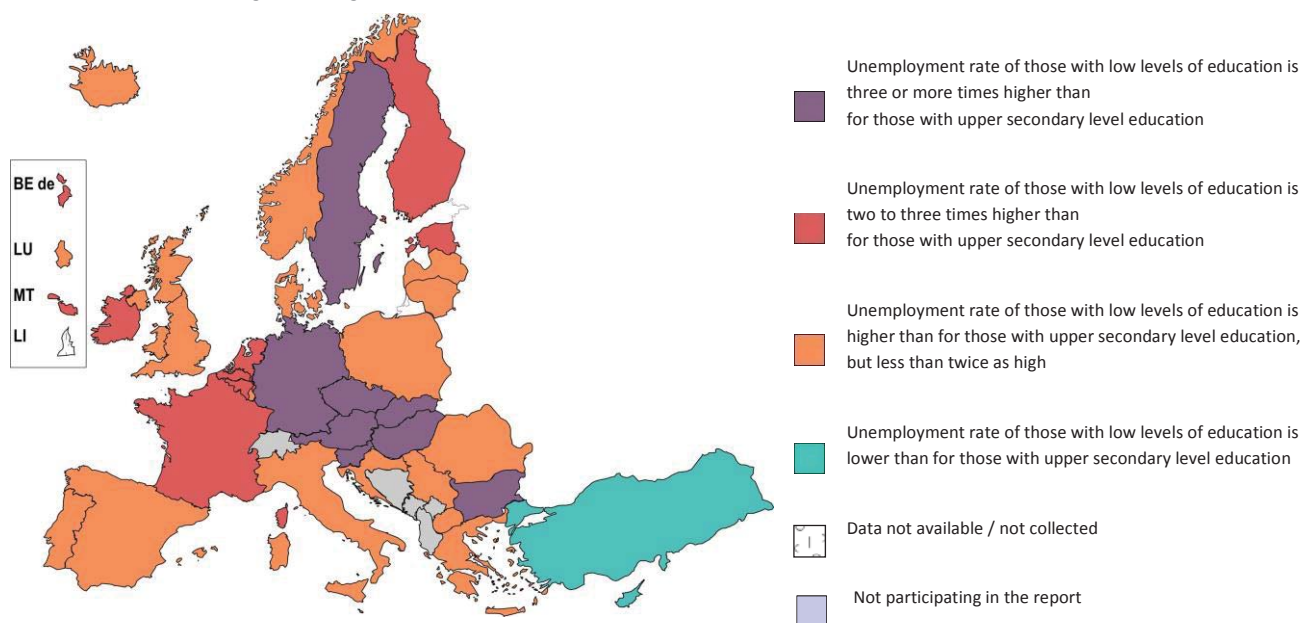 Unemployment rate of those with low levels of education is
three or more times higher than
for those with upper secondary level education
Unemployment rate of those with low levels of education is
two to three times higher than
for those with upper secondary level education
Unemployment rate of those with low levels of education is
higher than for those with upper secondary level education,
but less than twice as high
Unemployment rate of those with low levels of education is
lower than for those with upper secondary level education
Data not available / not collected
Not participating in the report
BE de
LU
MT
LI